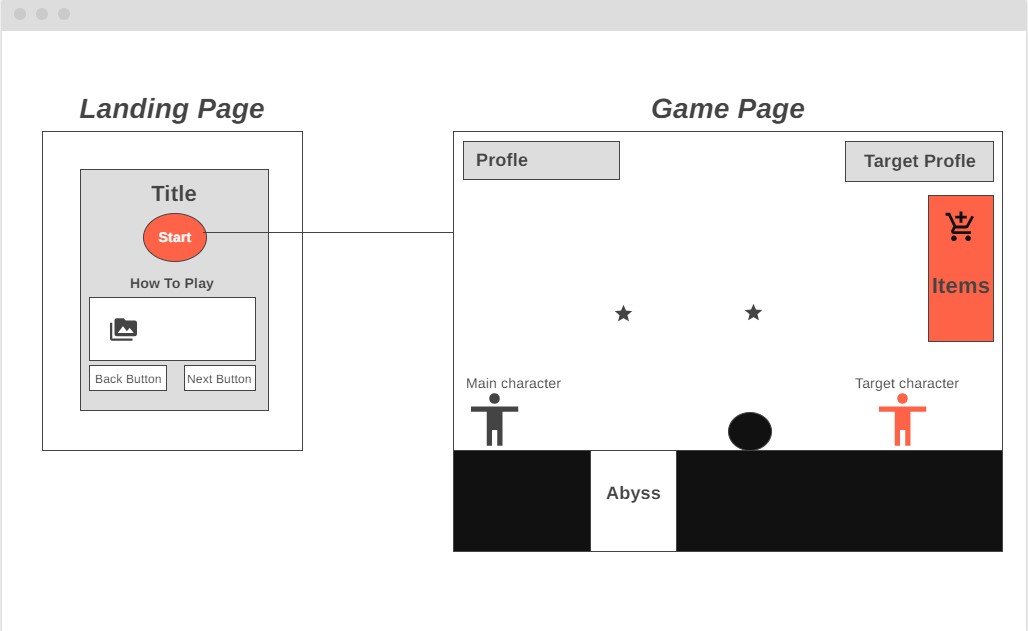 Landing Page
Title
Start
How To Play
Back Button
Next Button
Game Page
Profle
Target Profle
Items
Main character
Target character
Abyss